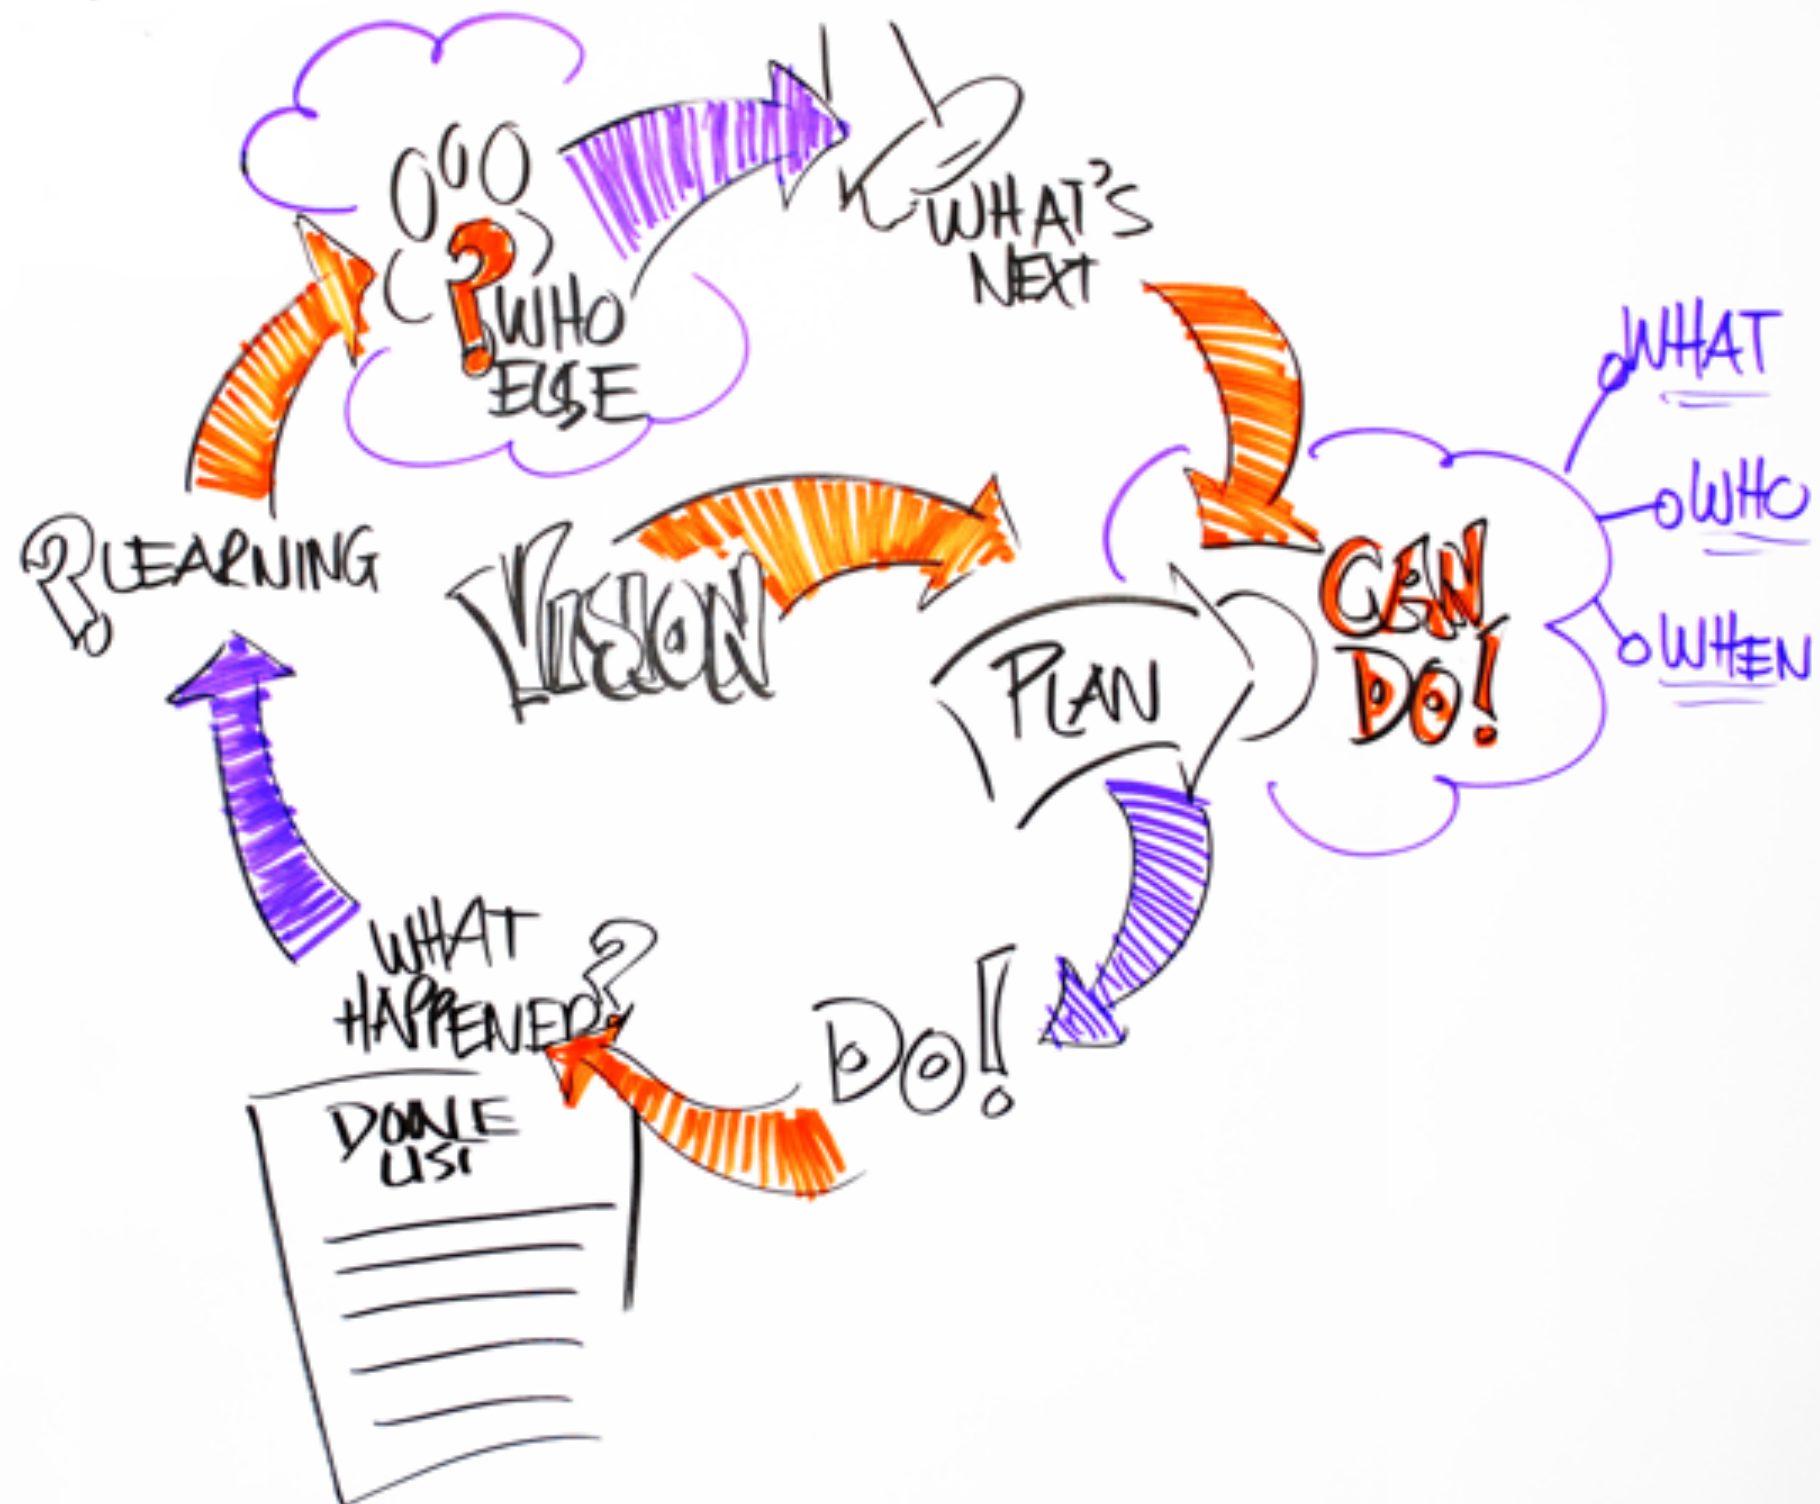 ?
WHO
ELSE
WHAT'S
NEXT
WHAT
WHO
WHEN
CAN
DO!
? LEARNING
VISION
PLAN
DO!
WHAT
HAPPENED?
DONE
LIST